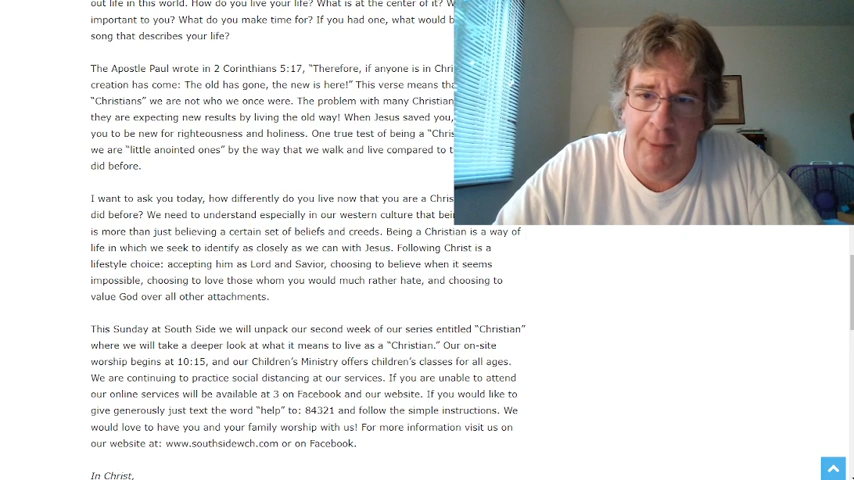 out life in this world. How do you live your life? What is at the center of it?
important to you? What do you make time for? If you had one, what would
song that describes your life?
The Apostle Paul wrote in 2 Corinthians 5:17, “Therefore, if anyone is in
creation has come: The old has gone, the new is here!” This verse means
“Christians” we are not who we once were. The problem with many Christian
they are expecting new results by living the old way! When Jesus saved you,
you to be new for righteousness and holiness. One true test of being a
we are “little anointed ones” by the way that we walk and live compared to
did before.
I want to ask you today, how differently do you live now that you are a
did before? We need to understand especially in our western culture that
is more than just believing a certain set of beliefs and creeds. Being a Christian is a way of
life in which we seek to identify as closely as we can with Jesus. Following Christ is a
lifestyle choice: accepting him as Lord and Savior, choosing to believe when it seems
impossible, choosing to love those whom you would much rather hate, and choosing to
value God over all other attachments.
This Sunday at South Side we will unpack our second week of our series entitled “Christian”
where we will take a deeper look at what it means to live as a “Christian.” Our on-site
worship begins at 10:15, and our Children’s Ministry offers children’s classes for all ages.
We are continuing to practice social distancing at our services. If you are unable to attend
our online services will be available at 3 on Facebook and our website. If you would like to
give generously just text the word “help” to: 84321 and follow the simple instructions. We
would love to have you and your family worship with us! For more information visit us on
our website at: www.southsidewch.com or on Facebook.
In Christ,